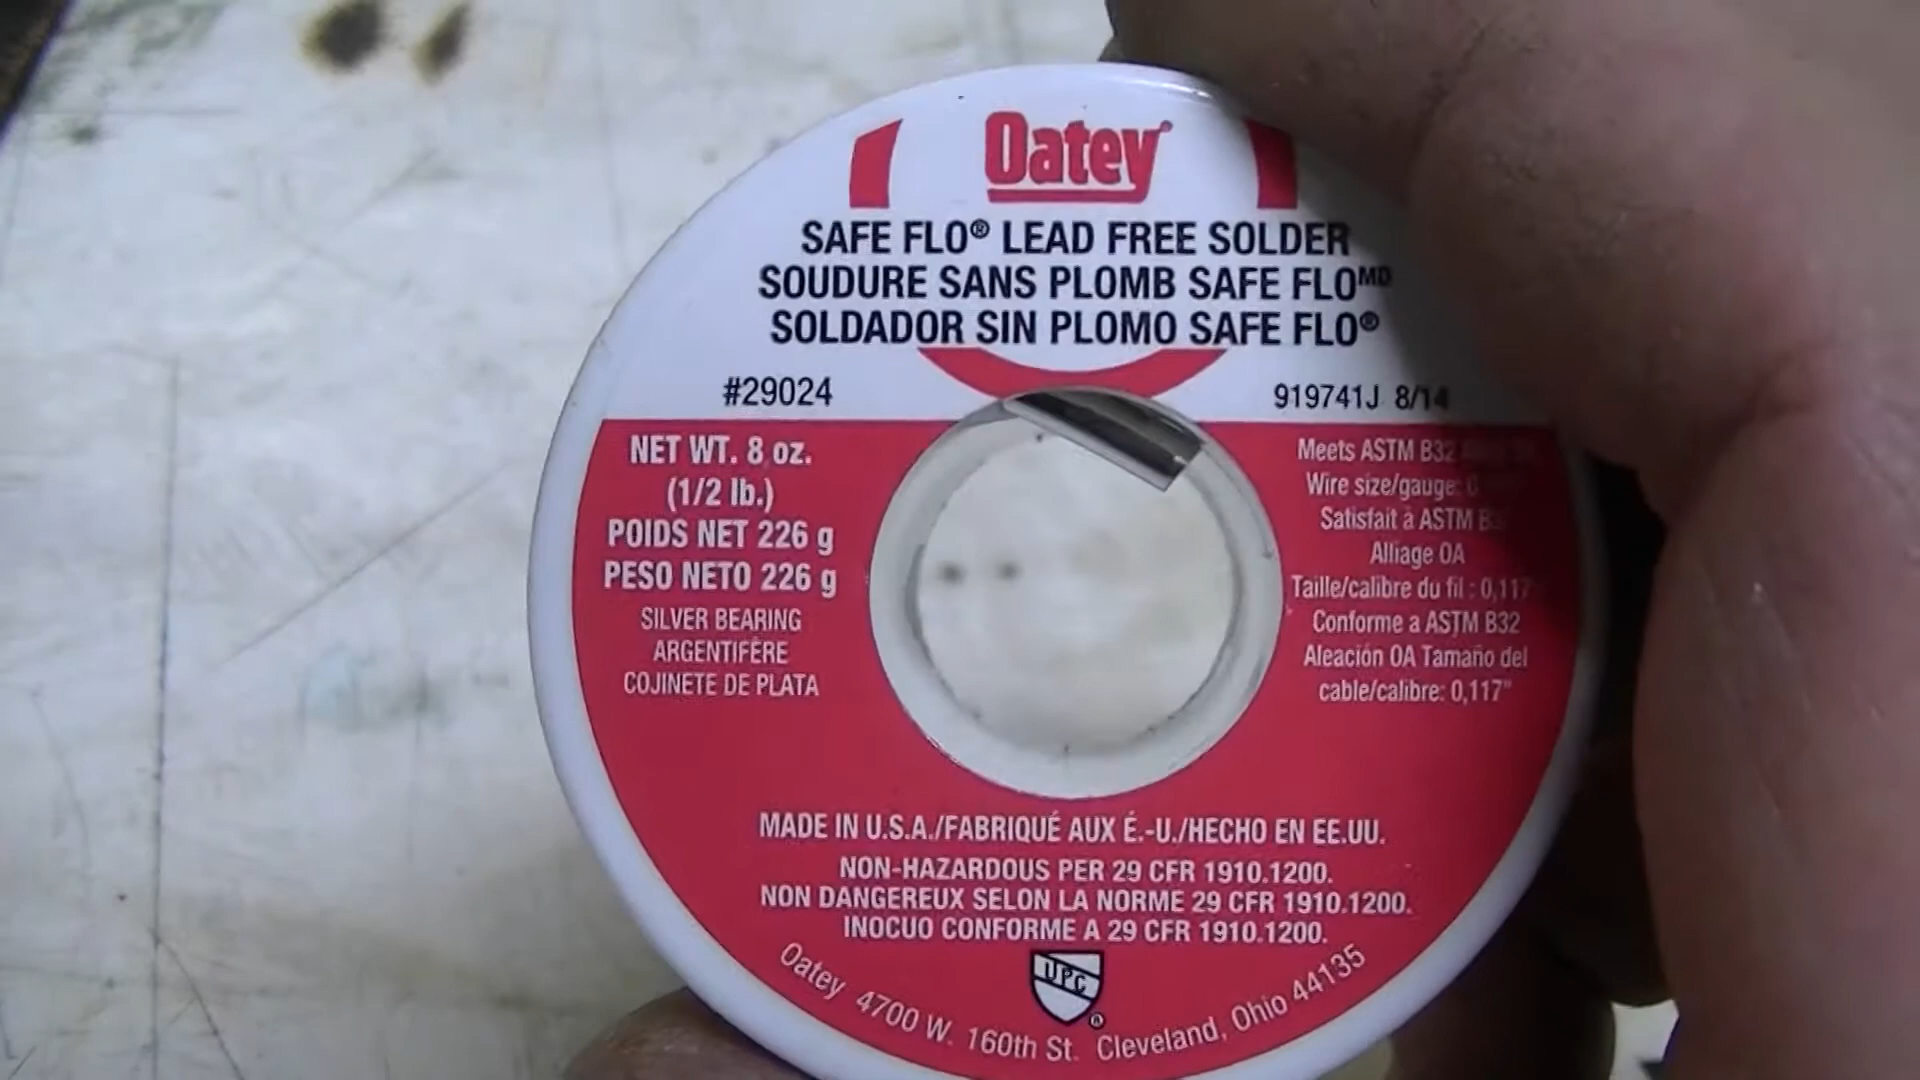 Oatey®
SAFE FLO® LEAD FREE SOLDER
SOUDURE SANS PLOMB SAFE FLOMD
SOLDADOR SIN PLOMO SAFE FLO®
#29024
919741J 8/14
NET WT. 8 oz.
(1/2 lb.)
POIDS NET 226 g
PESO NETO 226 g
SILVER BEARING
ARGENTIFÈRE
COJINETE DE PLATA
Meets ASTM B32
Wire size/gauge:
Satisfait à ASTM
Alliage OA
Taille/calibre du fil : 0,117
Conforme a ASTM B32
Aleación OA Tamaño del
cable/calibre: 0,117"
MADE IN U.S.A./FABRIQUÉ AUX É.-U./HECHO EN EE.UU.
NON-HAZARDOUS PER 29 CFR 1910.1200.
NON DANGEREUX SELON LA NORME 29 CFR 1910.1200.
INOCUO CONFORME A 29 CFR 1910.1200.
UPC®
Oatey 4700 W. 160th St. Cleveland, Ohio 44135